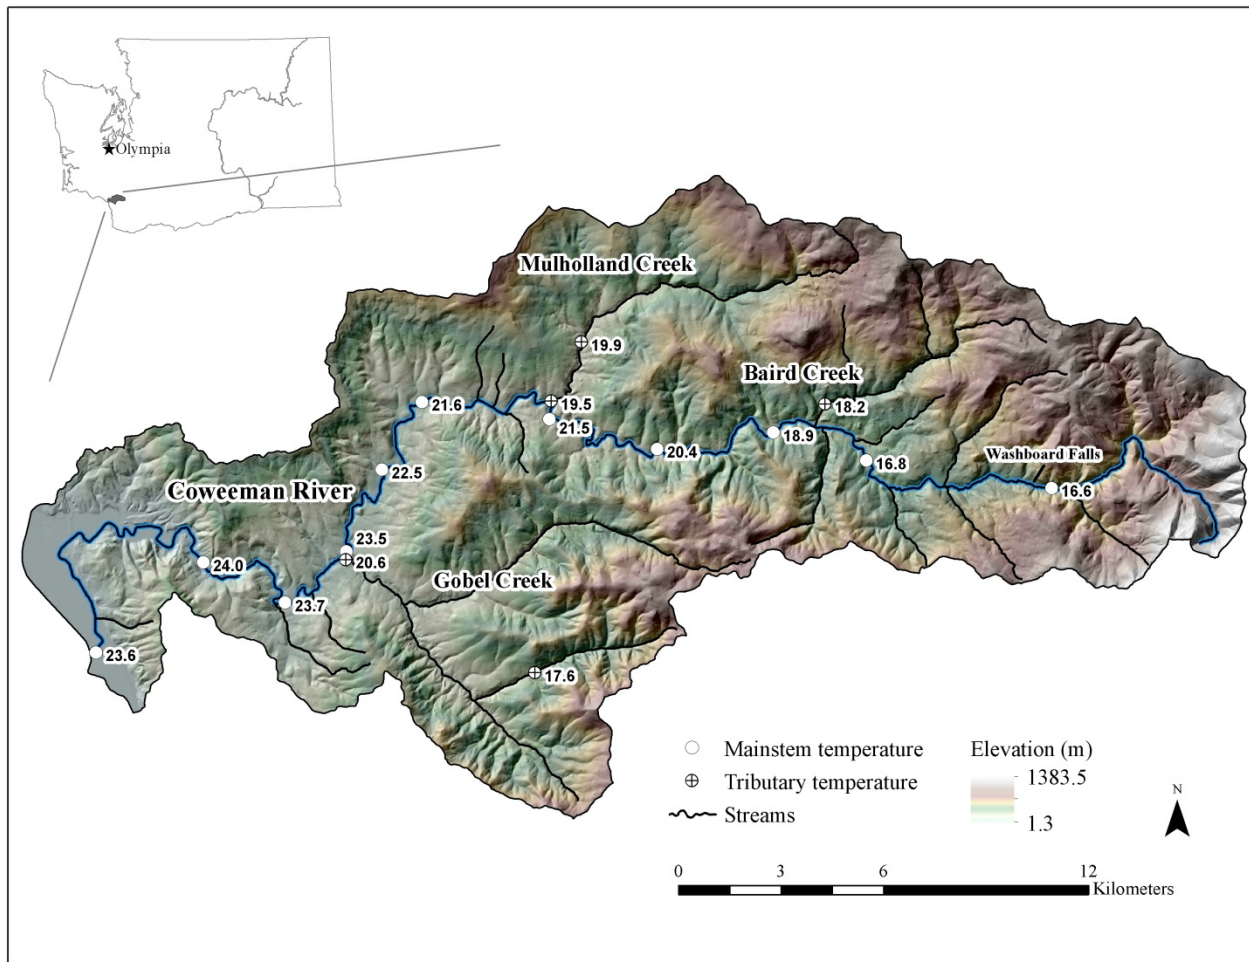 ★Olympia
Mulholland Creek
19.9
Baird Creek
21.6
19.5
18.2
21.5
18.9
20.4
16.8
Washboard Falls
22.5
16.6
Coweeman River
23.5
20.6
24.0
Gobel Creek
23.7
23.6
17.6
Mainstem temperature
Tributary temperature
Streams
Elevation (m)
1383.5
1.3
N
0 3 6 12
Kilometers